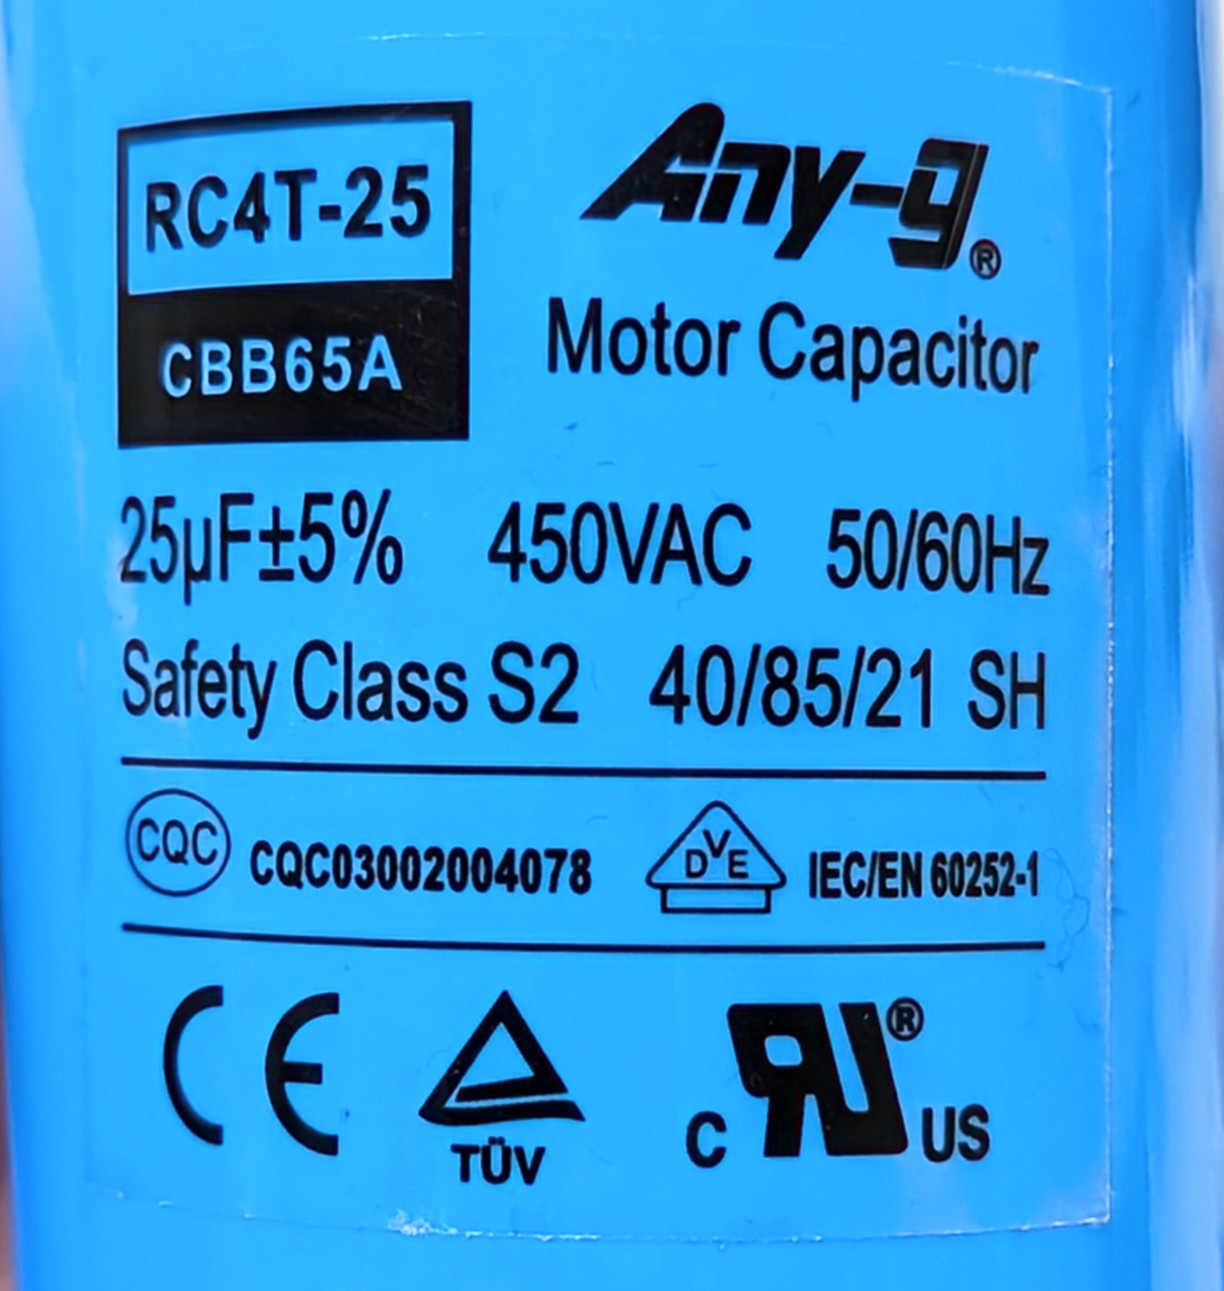 RC4T-25
CBB65A
Any-g®
Motor Capacitor
25µF±5% 450VAC 50/60Hz
Safety Class S2 40/85/21 SH
CQC CQC03002004078 DVE IEC/EN 60252-1
CE TÜV C RU® US